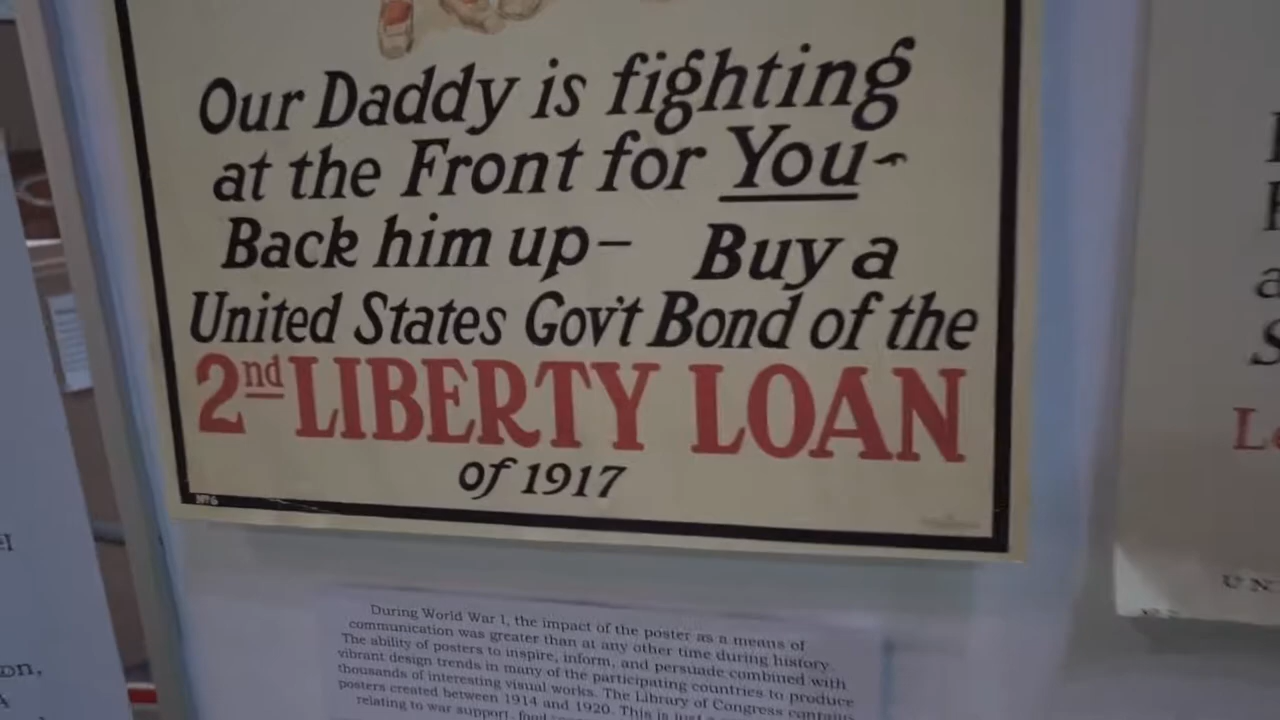 Our Daddy is fighting
at the Front for You-
Back him up- Buy a
United States Gov't Bond of the
2nd LIBERTY LOAN
of 1917
No 6
During World War I, the impact of the poster as a means of
communication was greater than at any other time during history.
The ability of posters to inspire, inform, and persuade combined with
vibrant design trends in many of the participating countries to produce
thousands of interesting visual works. The Library of Congress contains
posters created between 1914 and 1920. This is just
relating to war support, food